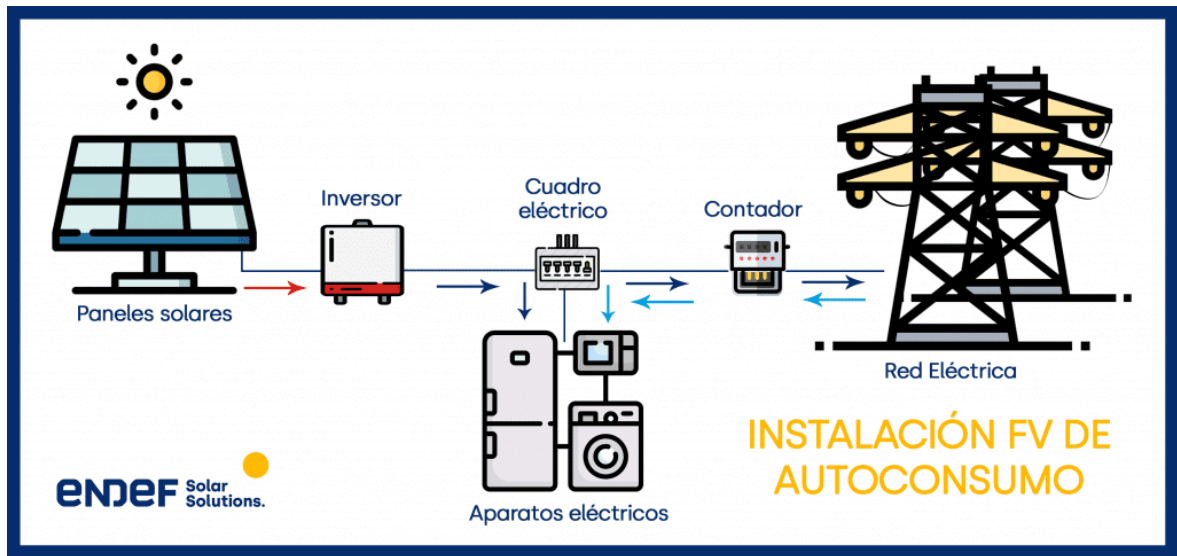 Inversor
Cuadro
eléctrico
Contador
Paneles solares
Red Eléctrica
Aparatos eléctricos
INSTALACIÓN FV DE
AUTOCONSUMO
enDeF Solar
Solutions.